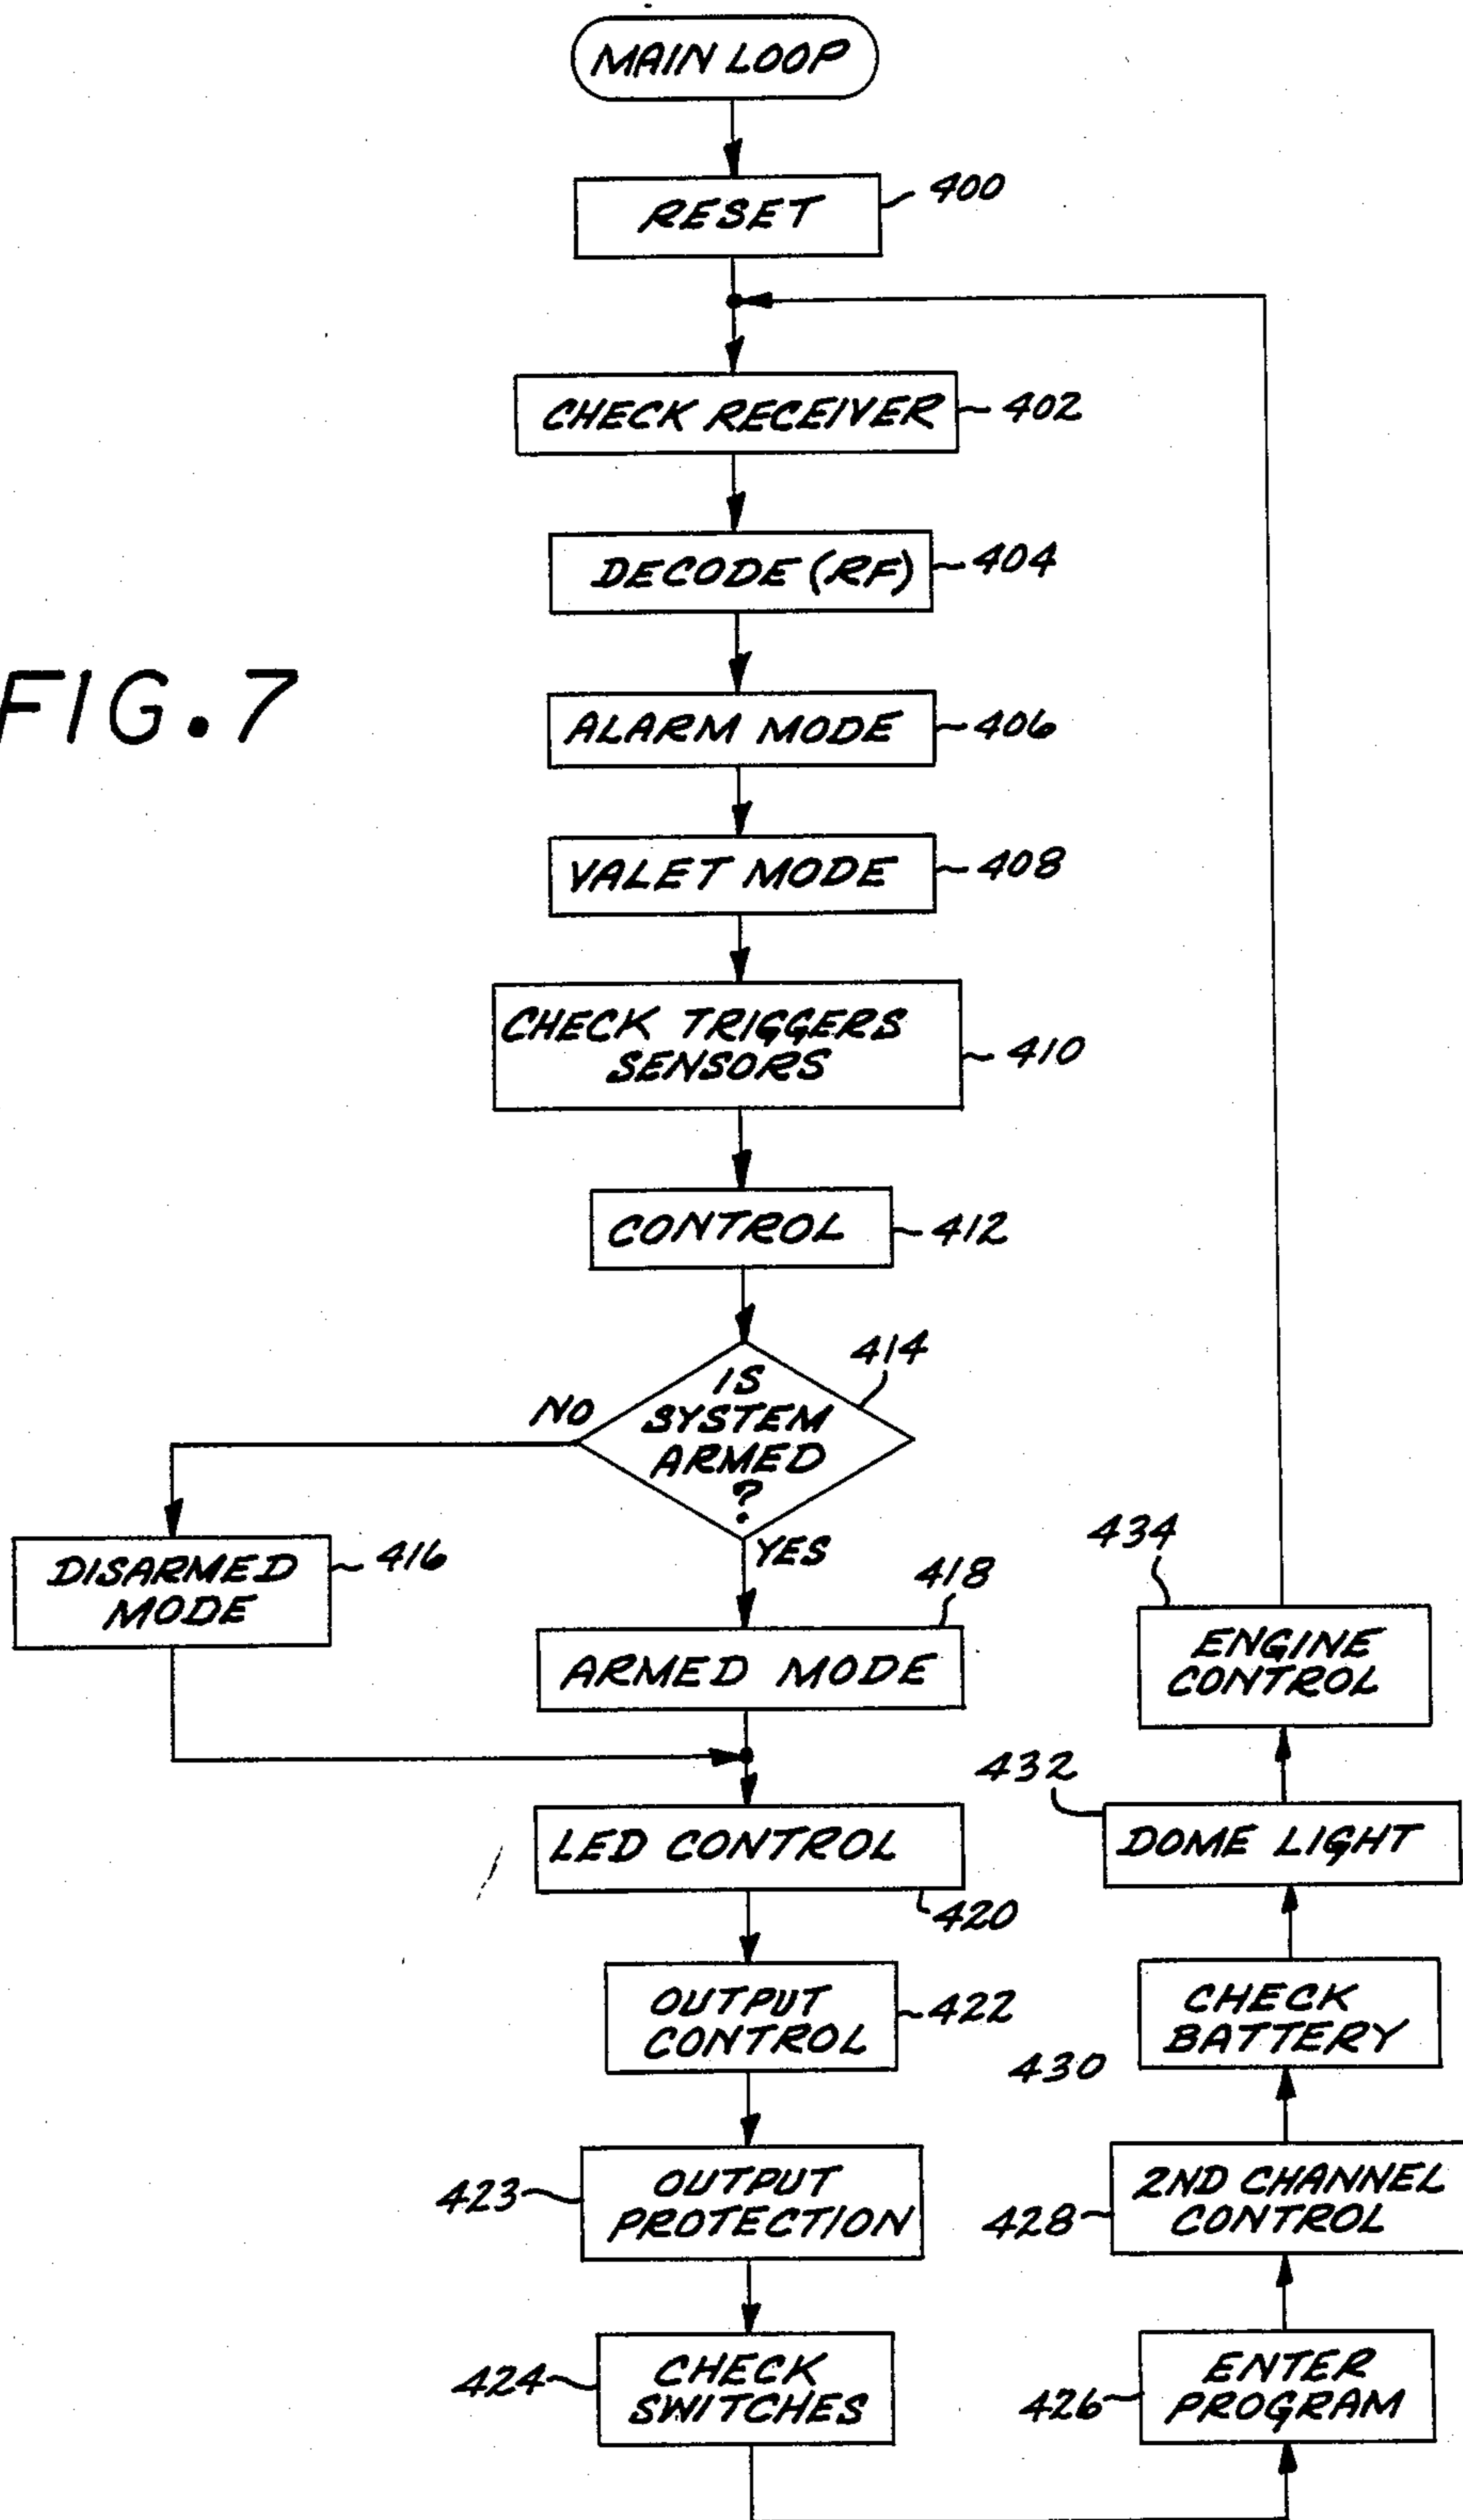 MAIN LOOP
RESET
400
CHECK RECEIVER
402
DECODE (RF)
404
FIG. 7
ALARM MODE
406
VALET MODE
408
CHECK TRIGGERS
SENSORS
410
CONTROL
412
IS
SYSTEM
ARMED
?
414
NO
YES
DISARMED
MODE
416
418
ARMED MODE
434
ENGINE
CONTROL
LED CONTROL
420
432
DOME LIGHT
OUTPUT
CONTROL
422
CHECK
BATTERY
430
423
OUTPUT
PROTECTION
428
2ND CHANNEL
CONTROL
424
CHECK
SWITCHES
426
ENTER
PROGRAM